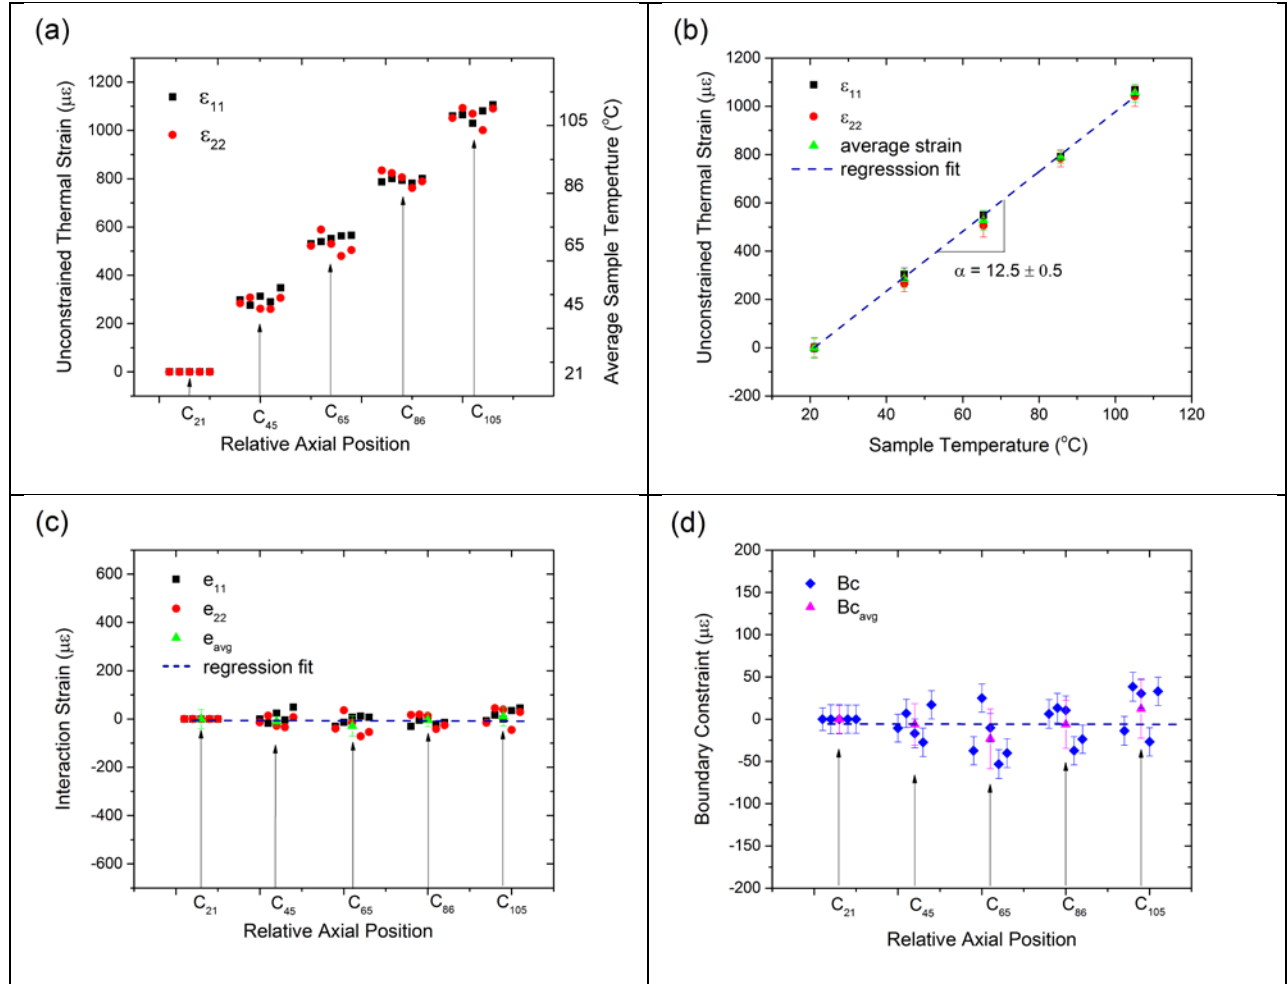 (a)
1200
1000
800
600
400
200
0
Unconstrained Thermal Strain (με)
ε11
ε22
105
86
65
45
21
Average Sample Temperture (°C)
C21
C45
C65
C86
C105
Relative Axial Position
(b)
1200
1000
800
600
400
200
0
-200
Unconstrained Thermal Strain (με)
ε11
ε22
average strain
regresssion fit
α = 12.5 ± 0.5
20
40
60
80
100
120
Sample Temperature (°C)
(c)
600
400
200
0
-200
-400
-600
Interaction Strain (με)
e11
e22
eavg
regression fit
C21
C45
C65
C86
C105
Relative Axial Position
(d)
200
150
100
50
0
-50
-100
-150
-200
Boundary Constraint (με)
Bc
Bcavg
C21
C45
C65
C86
C105
Relative Axial Position